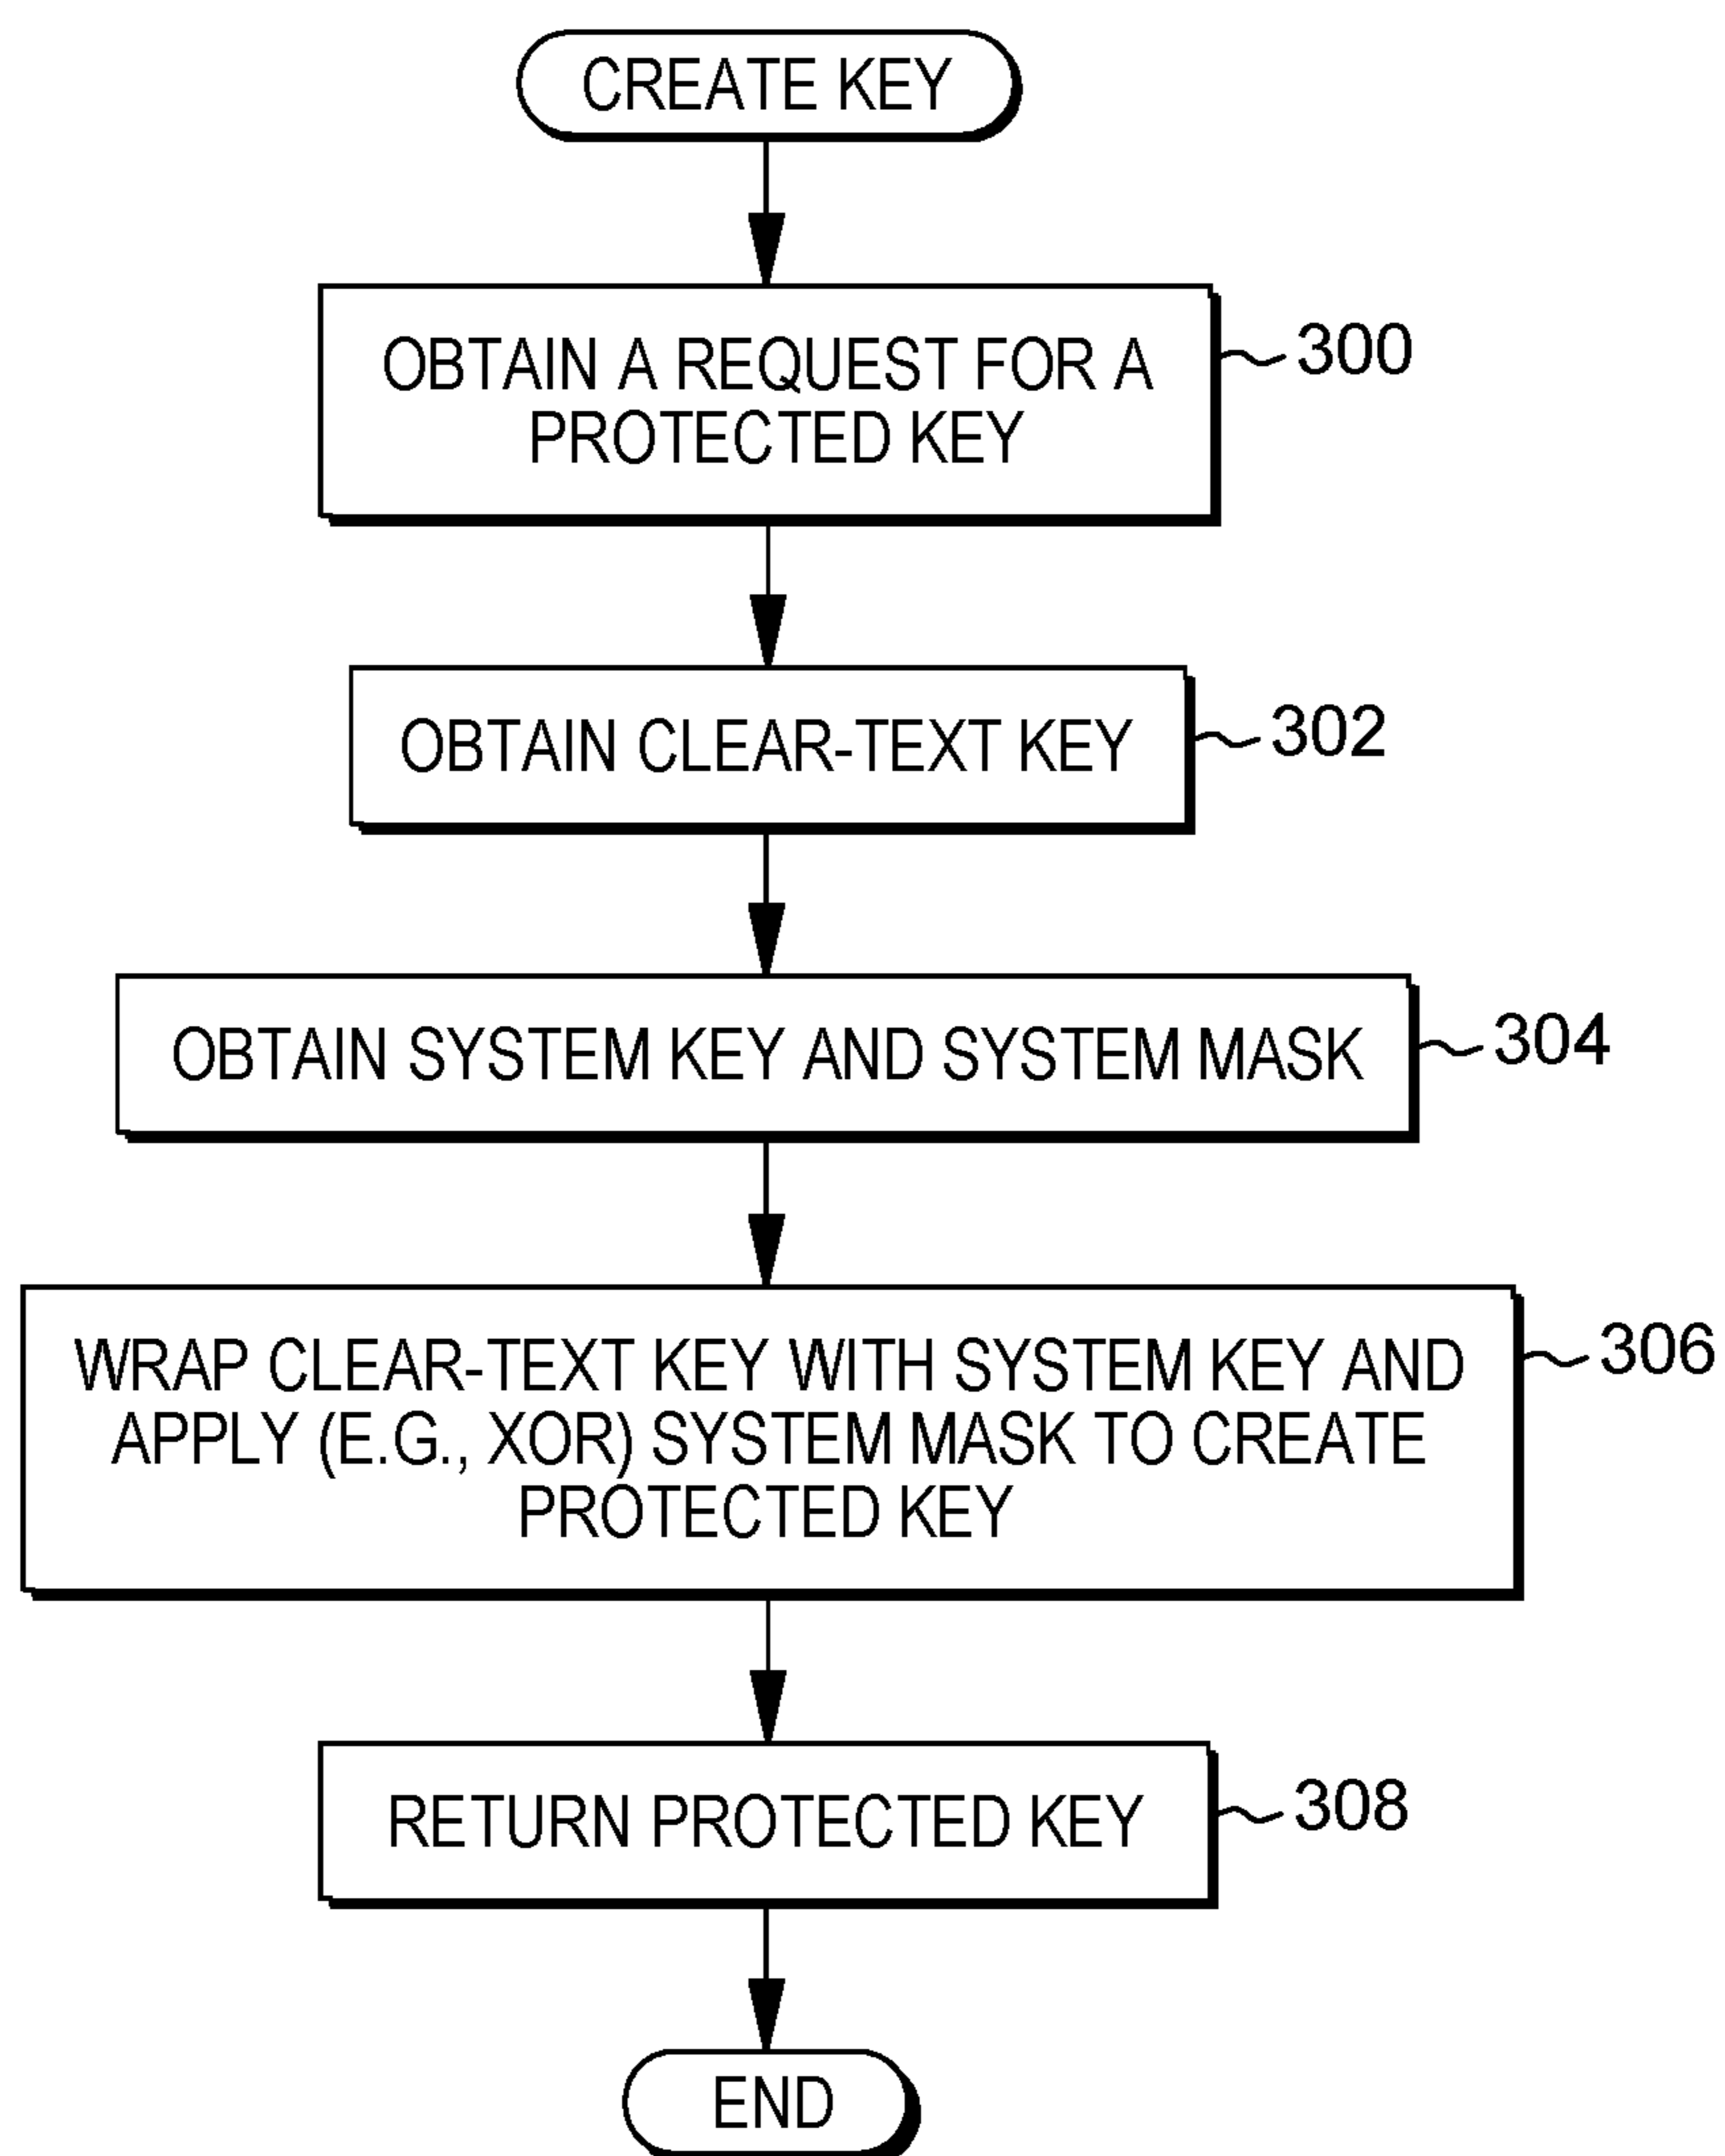 CREATE KEY
OBTAIN A REQUEST FOR A
PROTECTED KEY
300
OBTAIN CLEAR-TEXT KEY
302
OBTAIN SYSTEM KEY AND SYSTEM MASK
304
WRAP CLEAR-TEXT KEY WITH SYSTEM KEY AND
APPLY (E.G., XOR) SYSTEM MASK TO CREATE
PROTECTED KEY
306
RETURN PROTECTED KEY
308
END